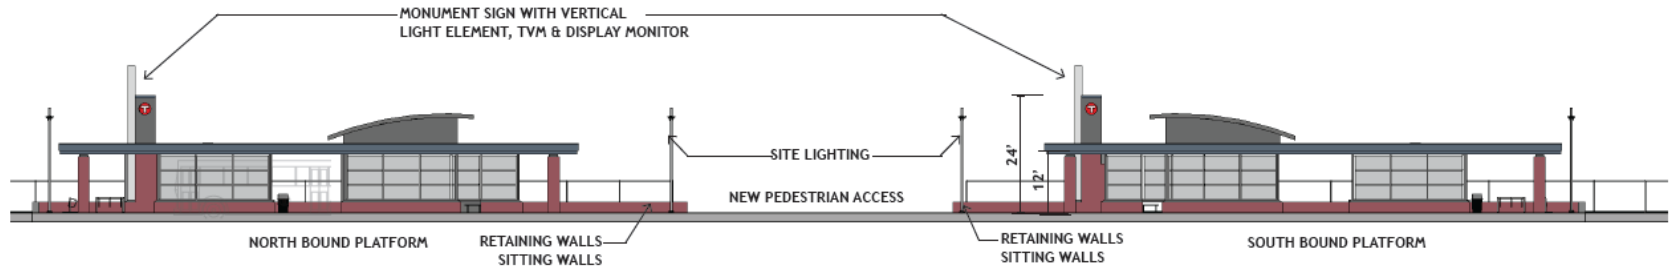 MONUMENT SIGN WITH VERTICAL
LIGHT ELEMENT, TVM & DISPLAY MONITOR
T
T
24'
12'
SITE LIGHTING
NEW PEDESTRIAN ACCESS
NORTH BOUND PLATFORM
RETAINING WALLS
SITTING WALLS
RETAINING WALLS
SITTING WALLS
SOUTH BOUND PLATFORM